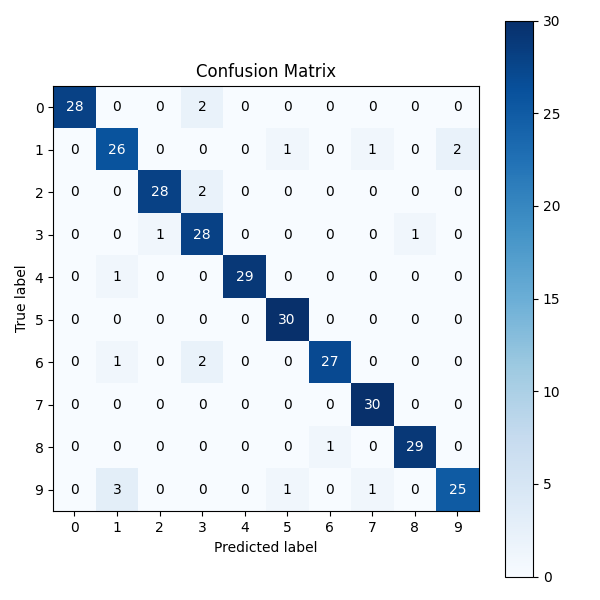 Confusion Matrix
0 28 0 0 2 0 0 0 0 0 0
1 0 26 0 0 0 1 0 1 0 2
2 0 0 28 2 0 0 0 0 0 0
3 0 0 1 28 0 0 0 0 1 0
4 0 1 0 0 29 0 0 0 0 0
5 0 0 0 0 0 30 0 0 0 0
6 0 1 0 2 0 0 27 0 0 0
7 0 0 0 0 0 0 0 30 0 0
8 0 0 0 0 0 0 1 0 29 0
9 0 3 0 0 0 1 0 1 0 25
0 1 2 3 4 5 6 7 8 9
Predicted label
True label
30
25
20
15
10
5
0